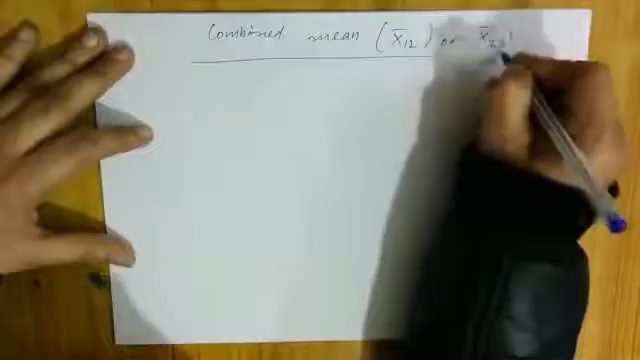 Combined mean (x̄12) or